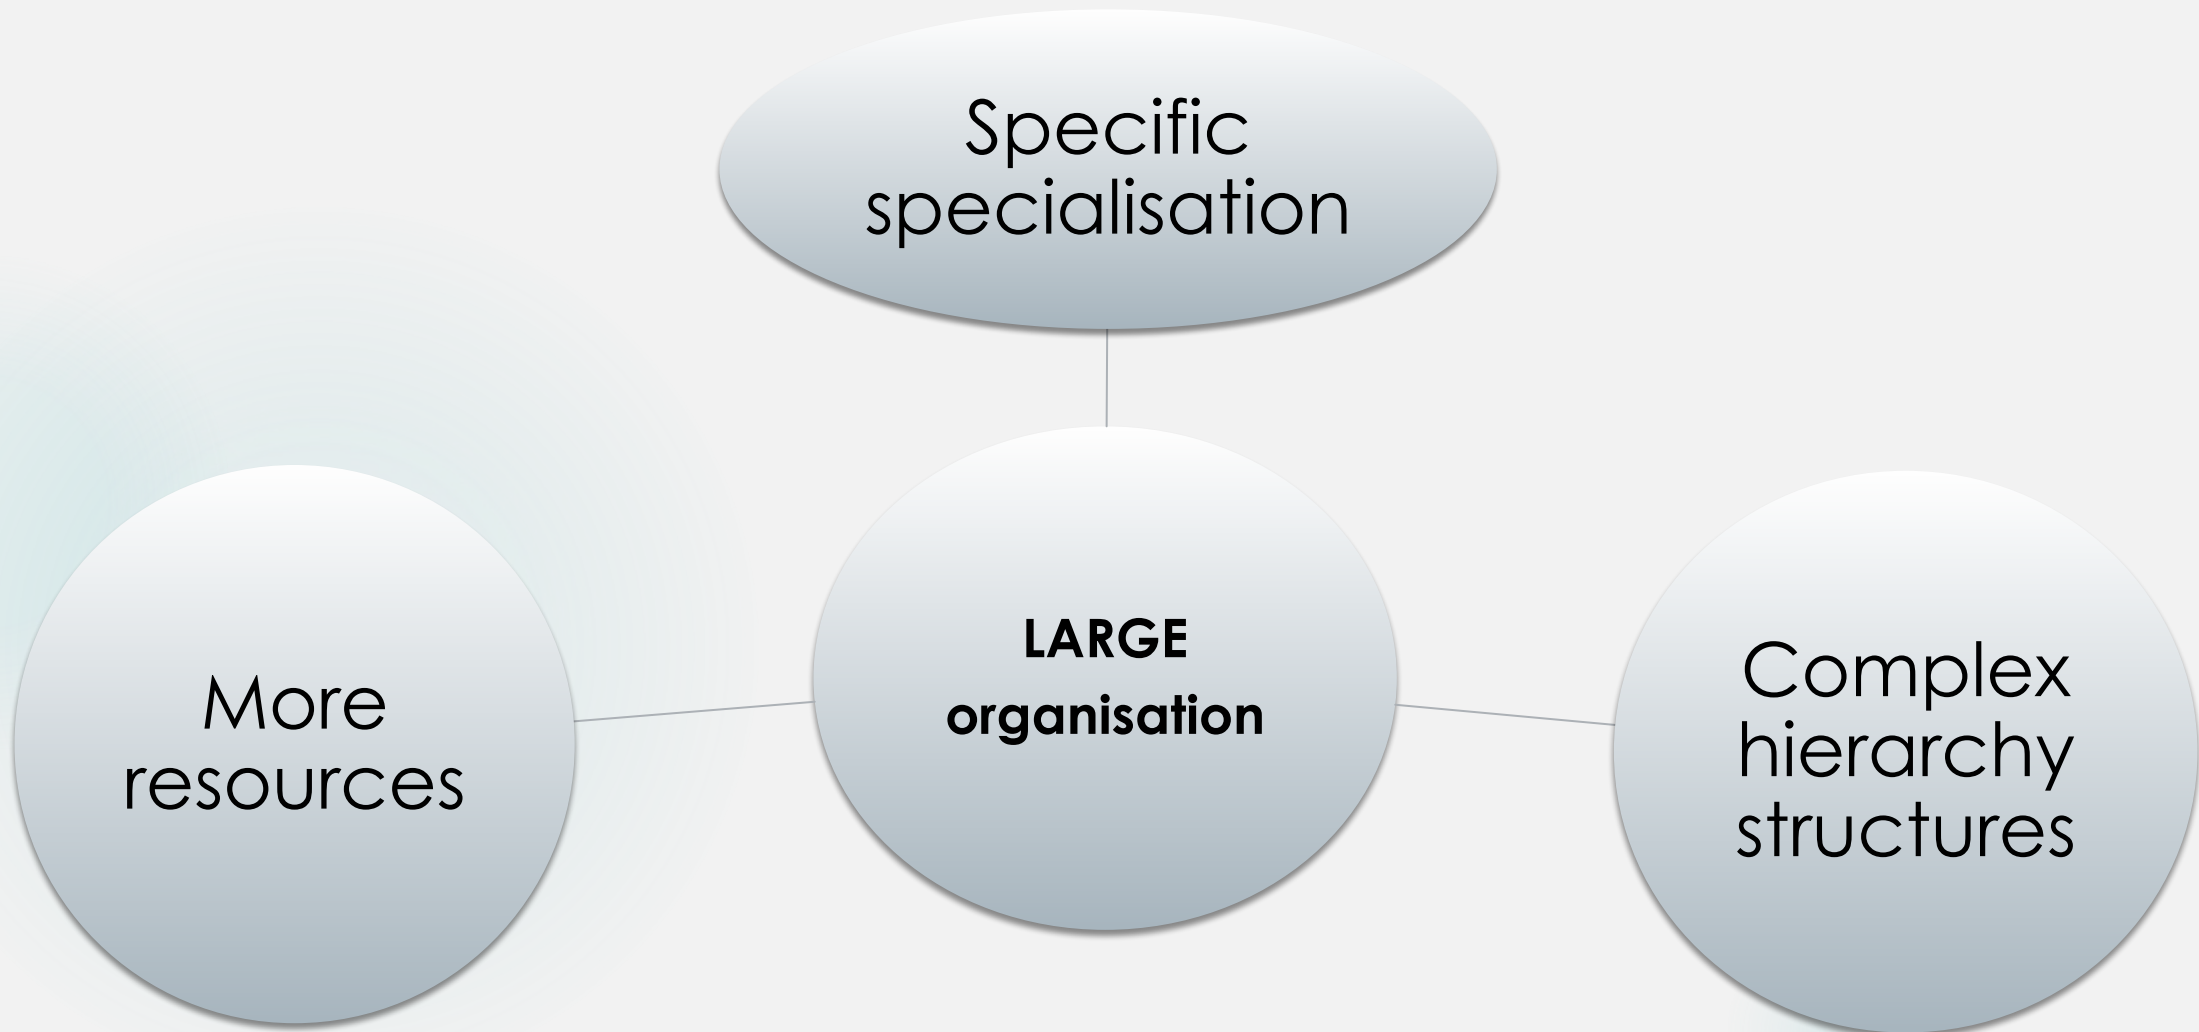 Specific
specialisation
LARGE
organisation
More
resources
Complex
hierarchy
structures